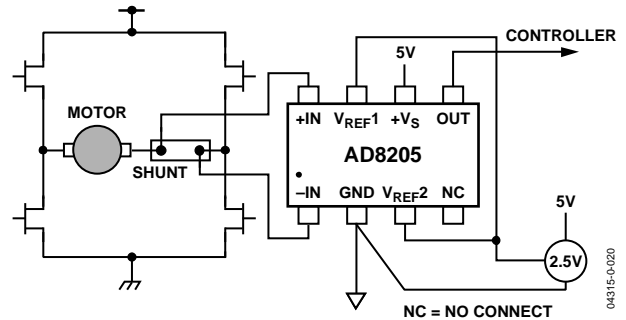 CONTROLLER
5V
+IN VREF1 +VS OUT
MOTOR
AD8205
SHUNT
–IN GND VREF2 NC
5V
2.5V
NC = NO CONNECT
04315-0-020